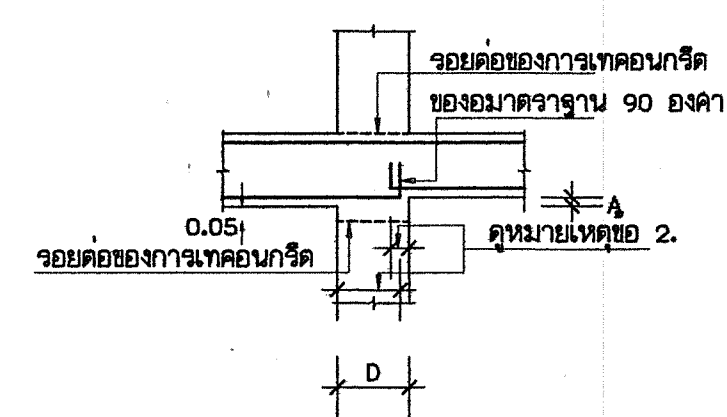 รอยต่อของการเทคอนกรีต
ของอมาตราฐาน 90 องศา
A
0.05
ดูหมายเหตุขอ 2.
รอยต่อของการเทคอนกรีต
D